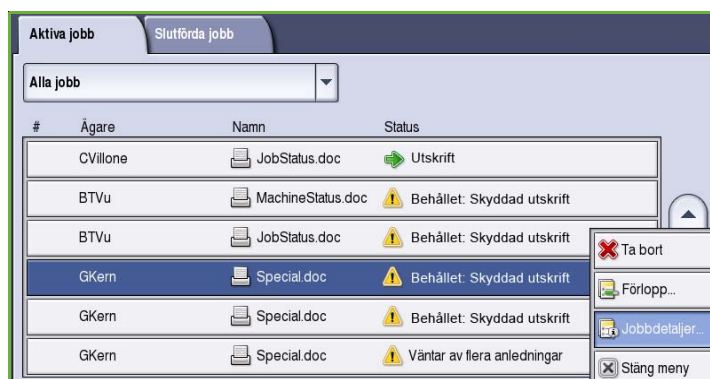 Aktiva jobb Slutförda jobb
Alla jobb
# Ägare Namn Status
CVillone JobStatus.doc Utskrift
BTVu MachineStatus.doc Behållet: Skyddad utskrift
BTVu JobStatus.doc Behållet: Skyddad utskrift
Ta bort
GKern Special.doc Behållet: Skyddad utskrift
Förlopp...
GKern Special.doc Behållet: Skyddad utskrift
Jobbdetaljer...
GKern Special.doc Väntar av flera anledningar
Stäng meny